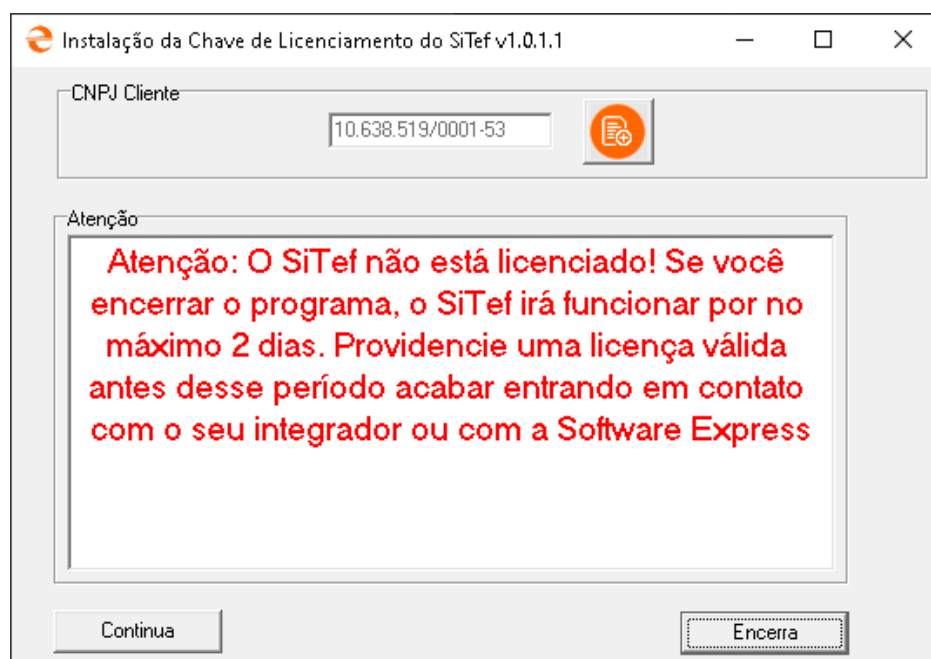 Instalação da Chave de Licenciamento do SiTef v1.0.1.1
CNPJ Cliente
10.638.519/0001-53
Atenção
Atenção: O SiTef não está licenciado! Se você
encerrar o programa, o SiTef irá funcionar por no
máximo 2 dias. Providencie uma licença válida
antes desse período acabar entrando em contato
com o seu integrador ou com a Software Express
Continua
Encerra